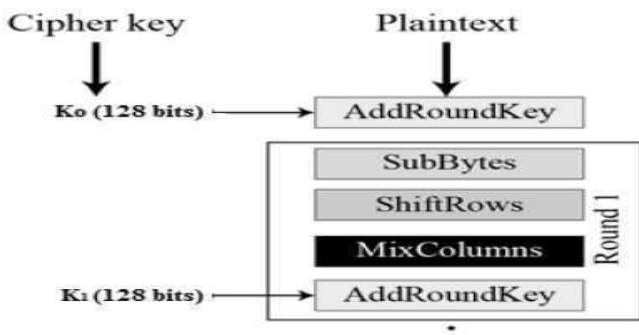 Cipher key Plaintext
K0 (128 bits) AddRoundKey
SubBytes
ShiftRows
MixColumns
Round 1
K1 (128 bits) AddRoundKey